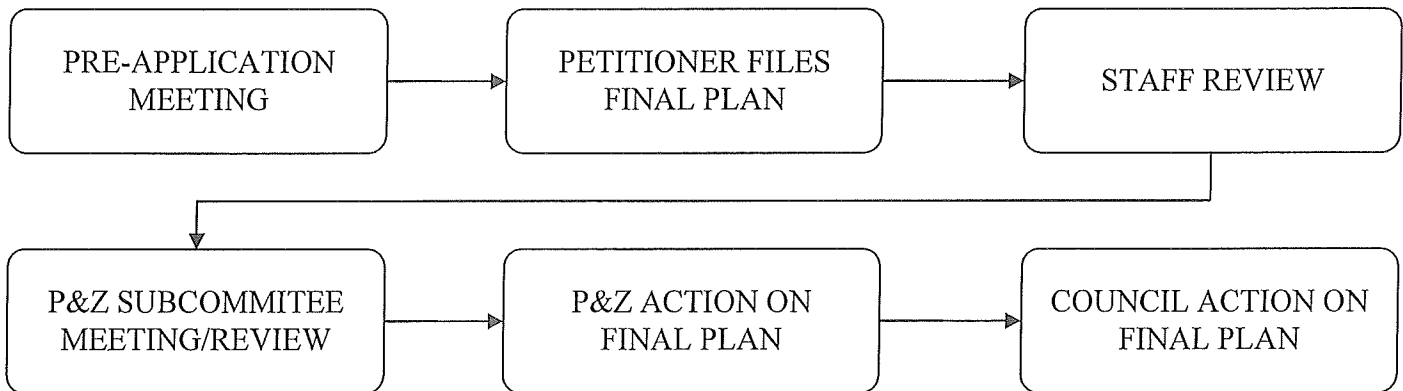 PRE-APPLICATION
MEETING
PETITIONER FILES
FINAL PLAN
STAFF REVIEW
P&Z SUBCOMMITEE
MEETING/REVIEW
P&Z ACTION ON
FINAL PLAN
COUNCIL ACTION ON
FINAL PLAN